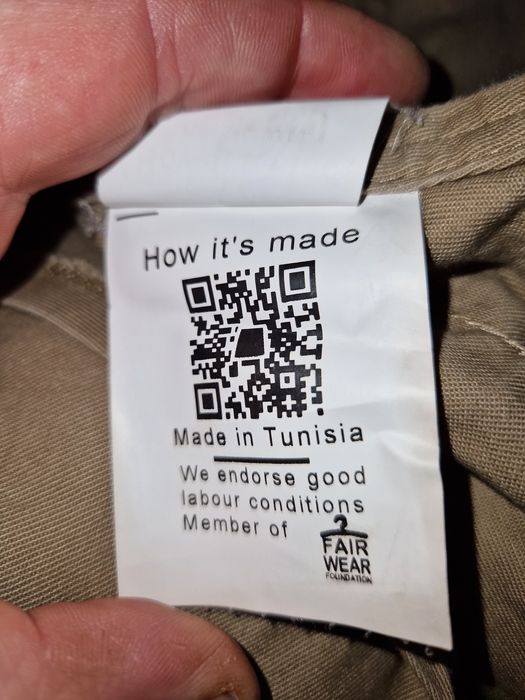 How it's made
Made in Tunisia
We endorse good
labour conditions
Member of
FAIR
WEAR
FOUNDATION